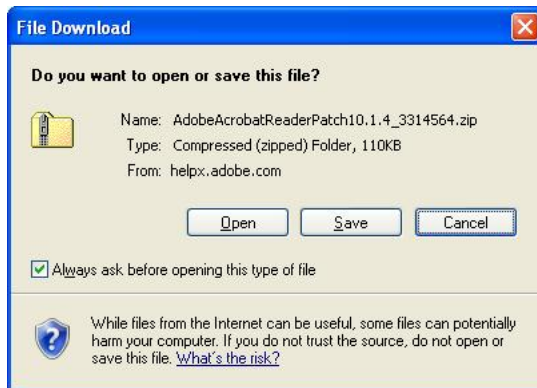 File Download
Do you want to open or save this file?
Name: AdobeAcrobatReaderPatch10.1.4_3314564.zip
Type: Compressed (zipped) Folder, 110KB
From: helpx.adobe.com
Open Save Cancel
Always ask before opening this type of file
While files from the Internet can be useful, some files can potentially
harm your computer. If you do not trust the source, do not open or
save this file. What's the risk?